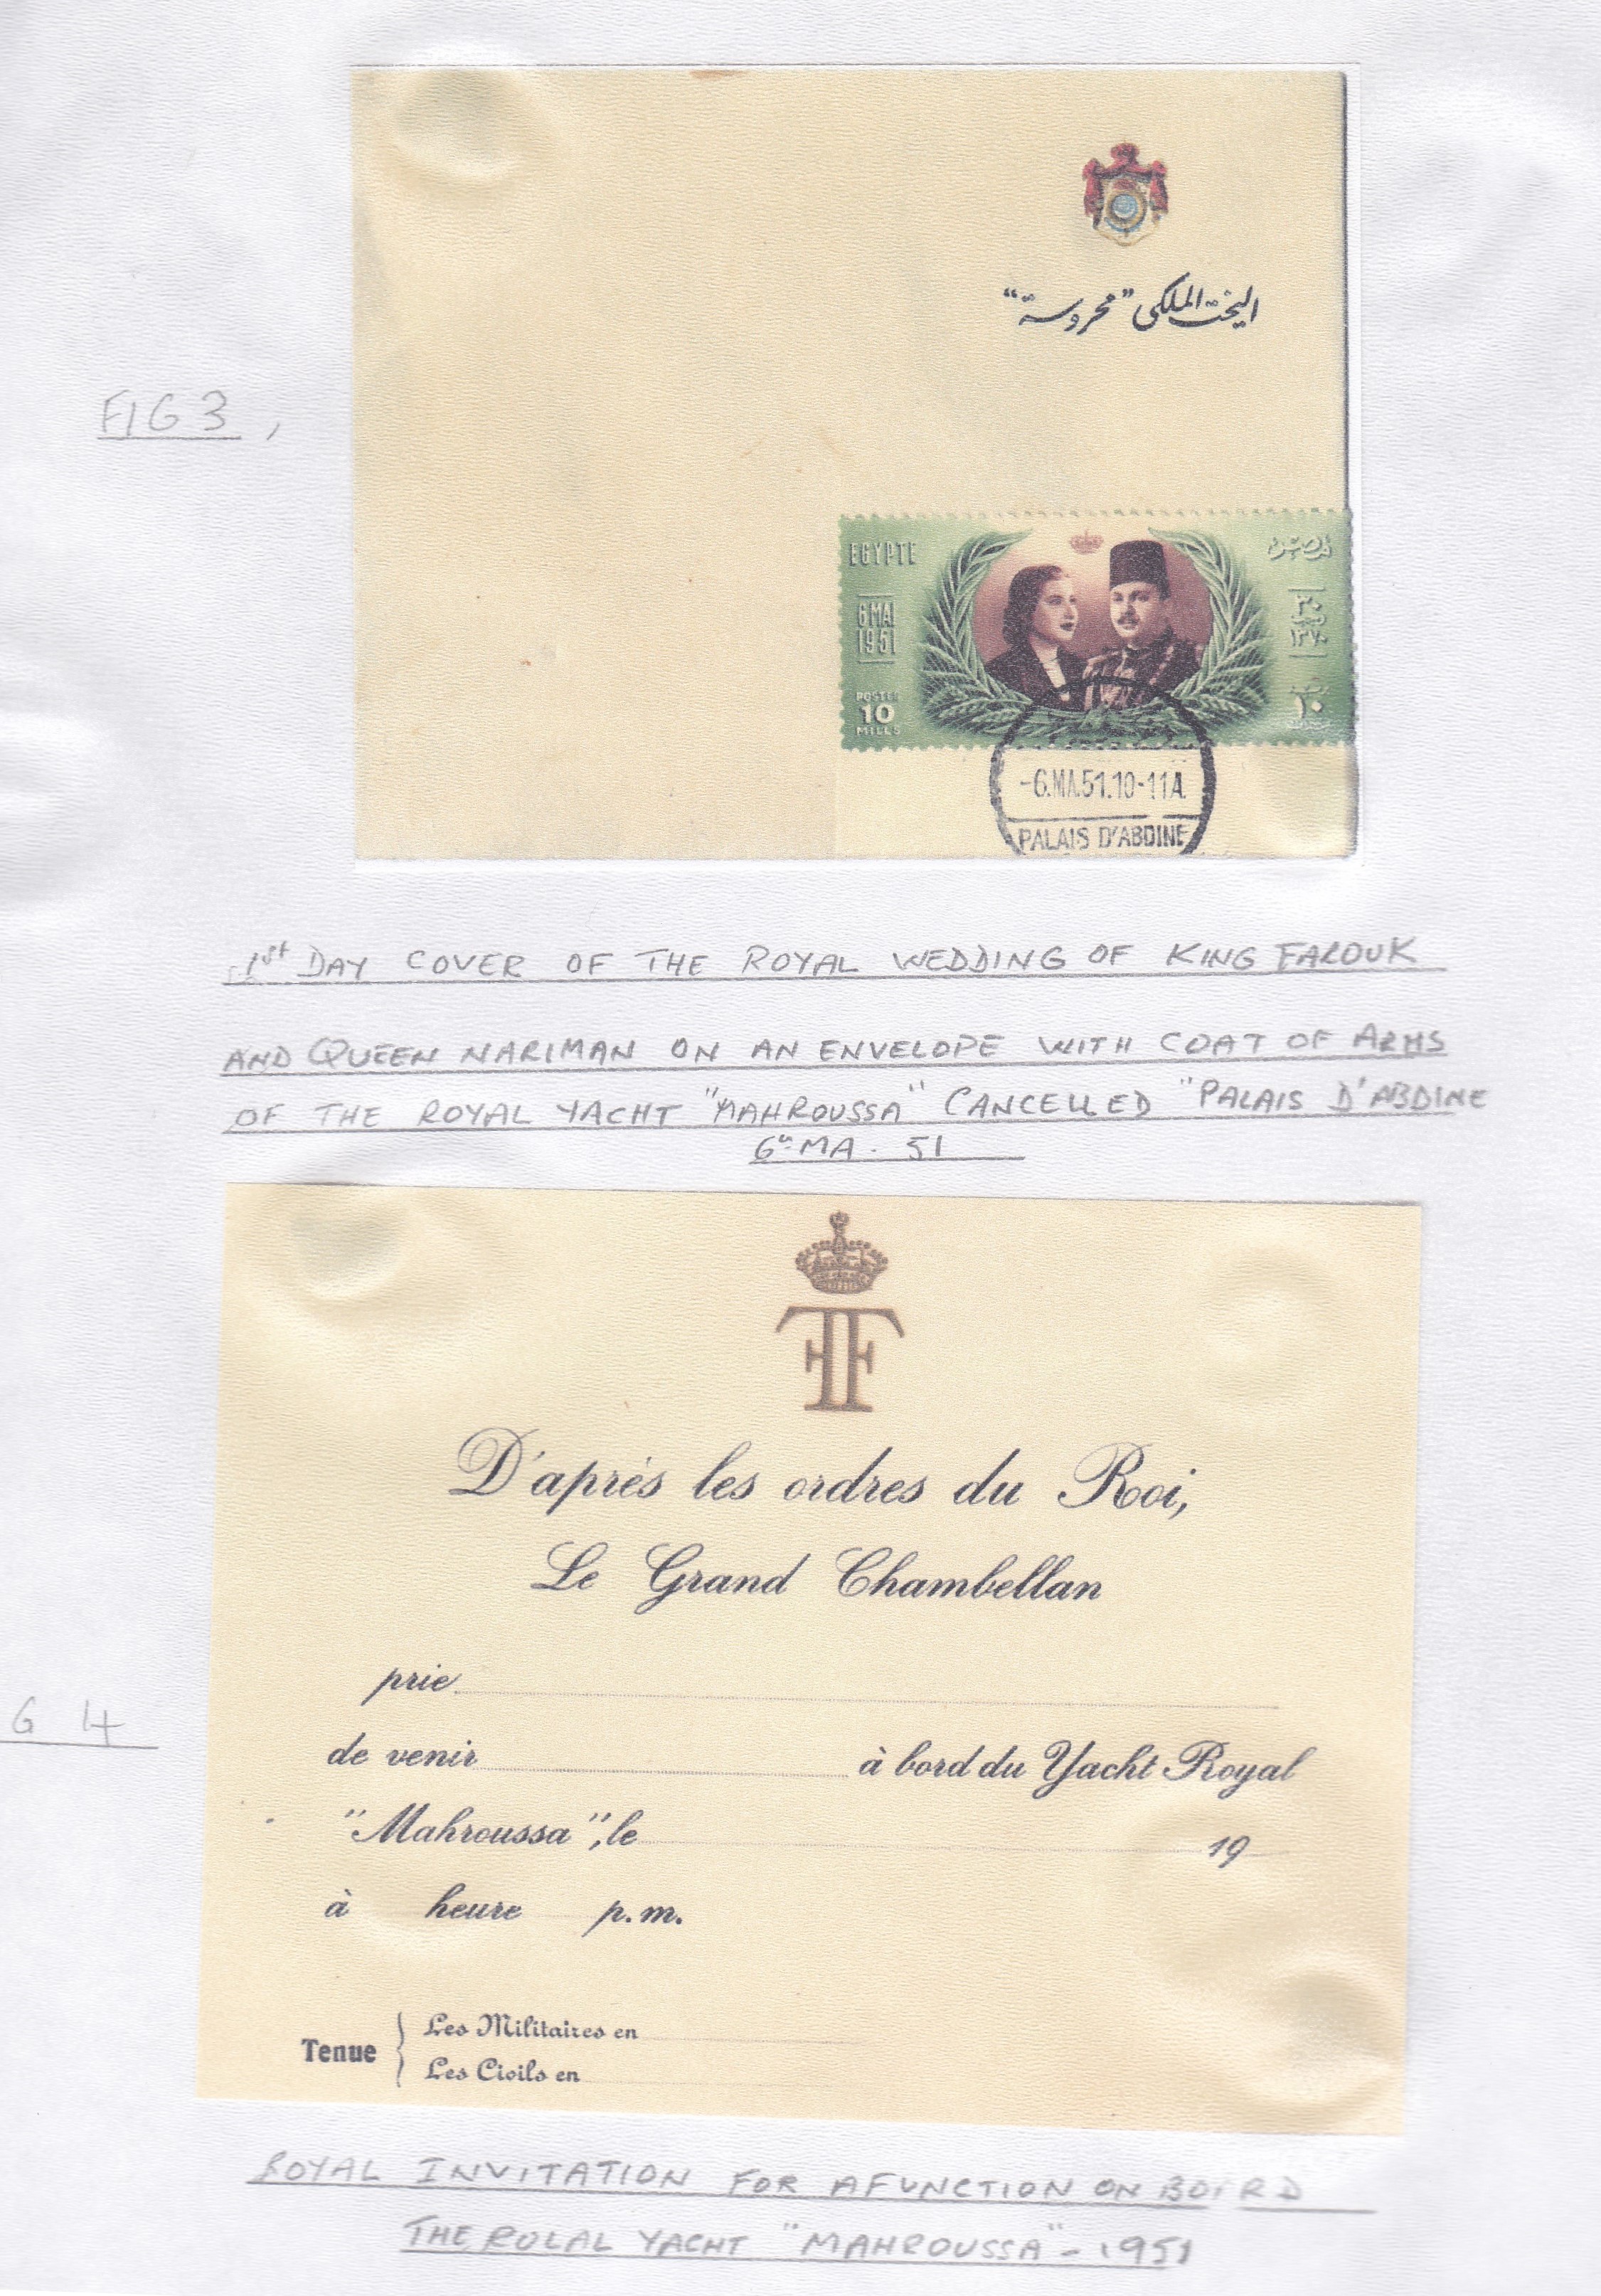 اليخت الملكى "محروسة"
FIG 3,
EGYPTE
مصر
6 MAI
1951
POSTES
10
MILLS
١٠
-6.MA.51.10-11A.
PALAIS D'ABDINE
1st DAY COVER OF THE ROYAL WEDDING OF KING FAROUK
AND QUEEN NARIMAN ON AN ENVELOPE WITH COAT OF ARMS
OF THE ROYAL YACHT "MAHROUSSA" CANCELLED "PALAIS D'ABDINE
6-MA-51
FF
D'après les ordres du Roi,
Le Grand Chambellan
prie
G 4
de venir à bord du Yacht Royal
"Mahroussa", le 19
à heure p.m.
Tenue { Les Militaires en
Les Civils en
ROYAL INVITATION FOR A FUNCTION ON BOARD
THE ROLAL YACHT "MAHROUSSA" - 1951